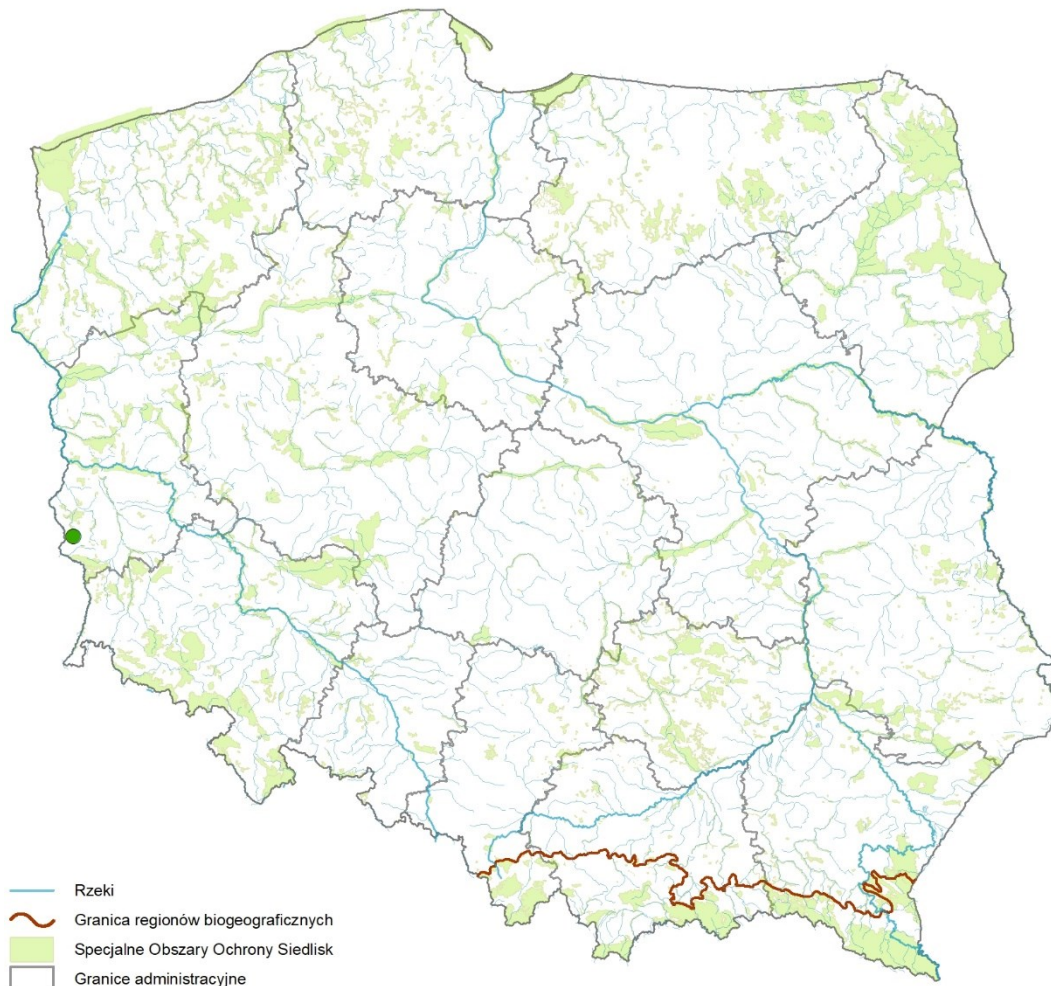 Rzeki
Granica regionów biogeograficznych
Specjalne Obszary Ochrony Siedlisk
Granice administracyjne